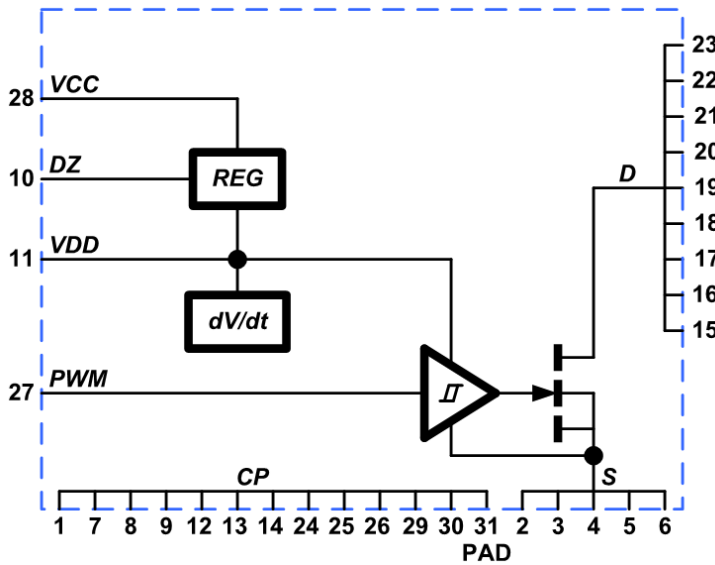 23
28 VCC
22
21
20
10 DZ
REG
D 19
18
11 VDD
17
16
dV/dt
15
27 PWM
CP
S
1 7 8 9 12 13 14 24 25 26 29 30 31 2 3 4 5 6
PAD